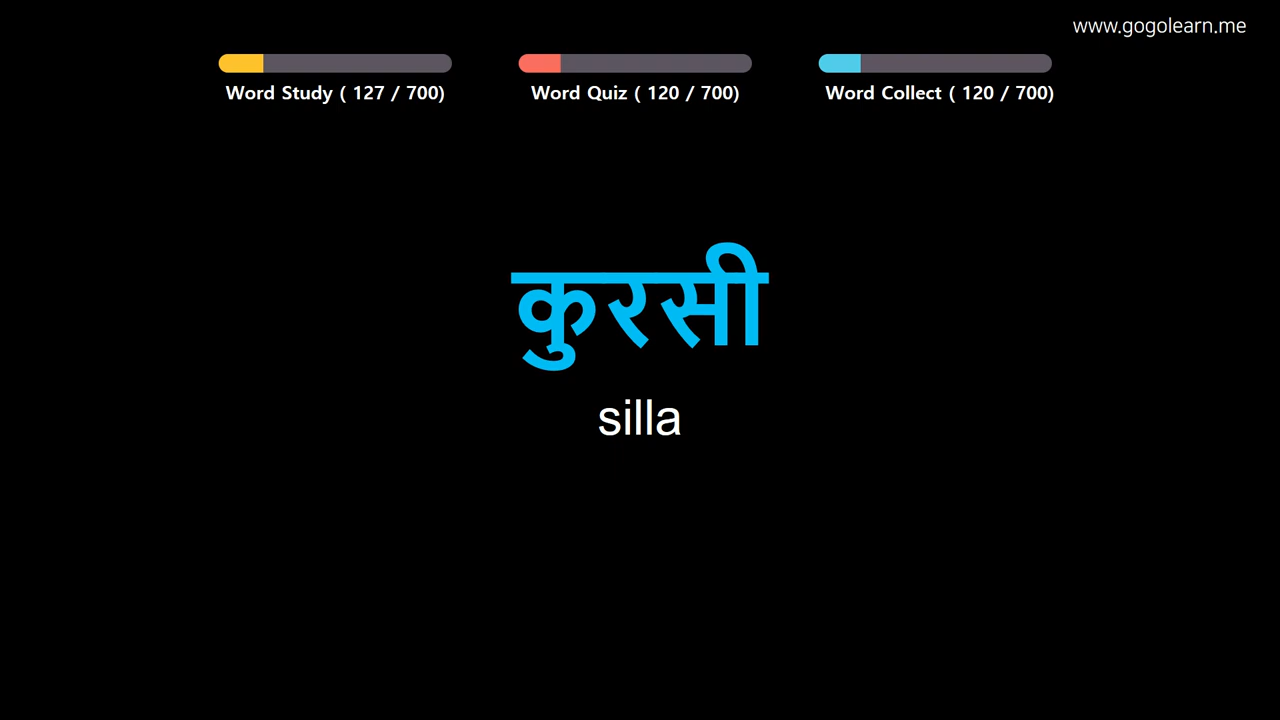 www.gogolearn.me
Word Study ( 127 / 700)
Word Quiz ( 120 / 700)
Word Collect ( 120 / 700)
कुरसी
silla